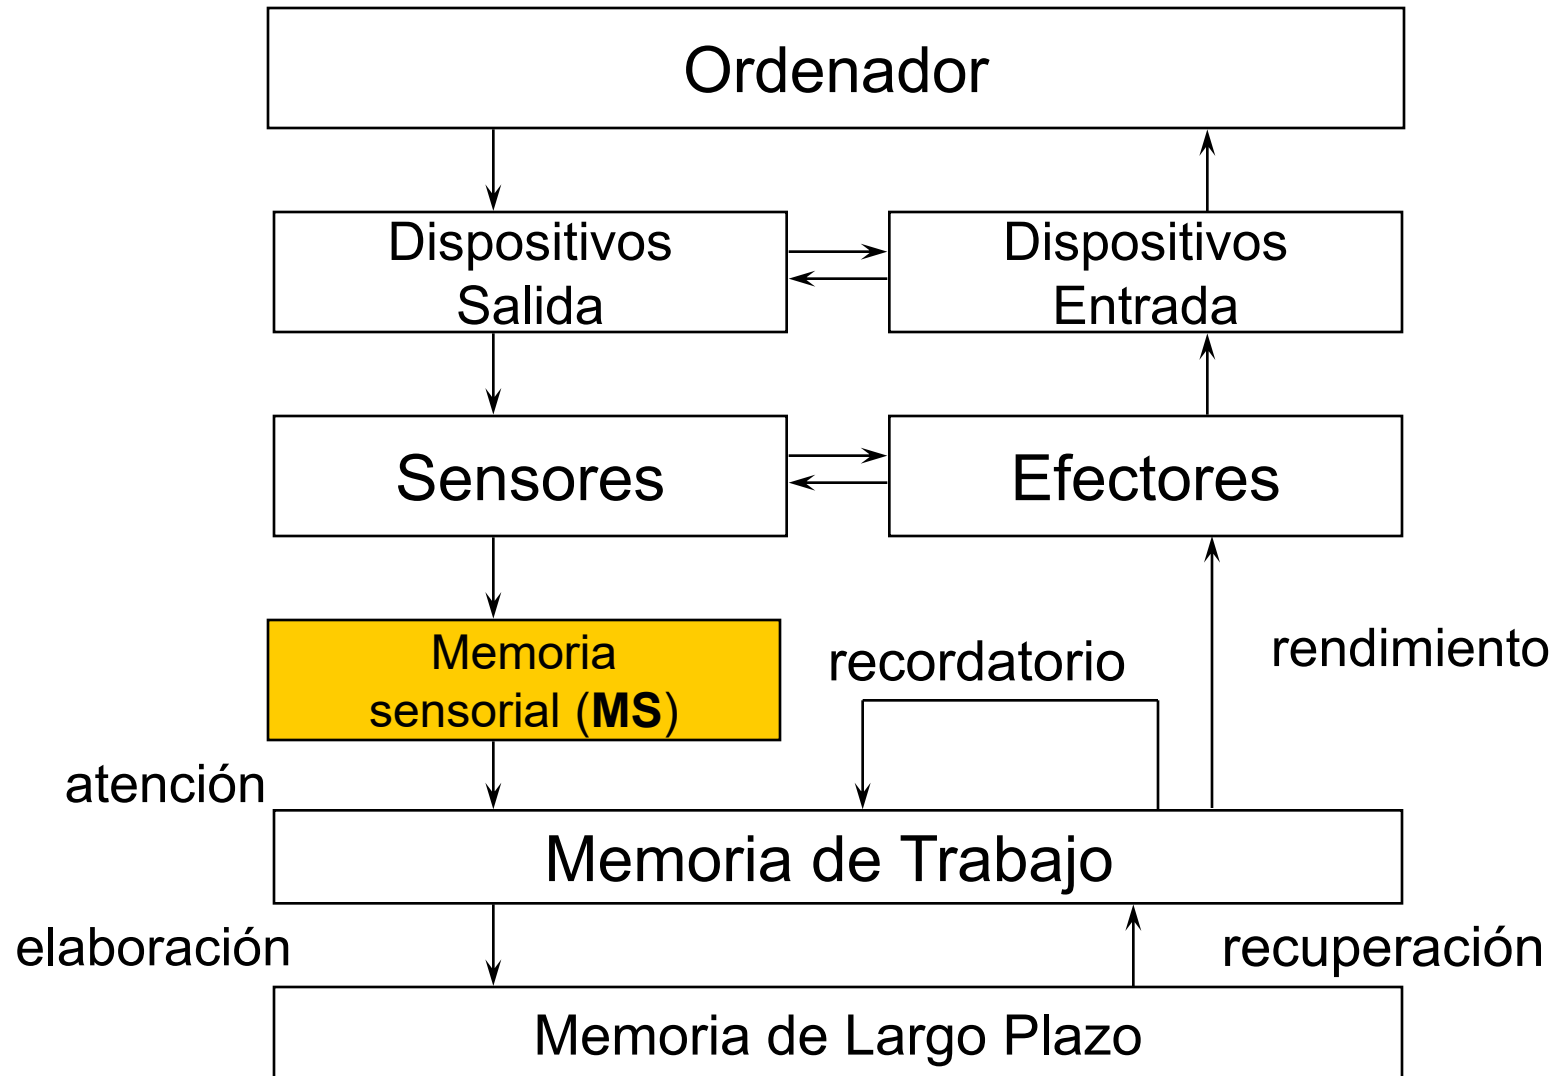 Ordenador
Dispositivos
Salida
Dispositivos
Entrada
Sensores
Efectores
Memoria
sensorial (MS)
recordatorio
rendimiento
atención
Memoria de Trabajo
elaboración
recuperación
Memoria de Largo Plazo